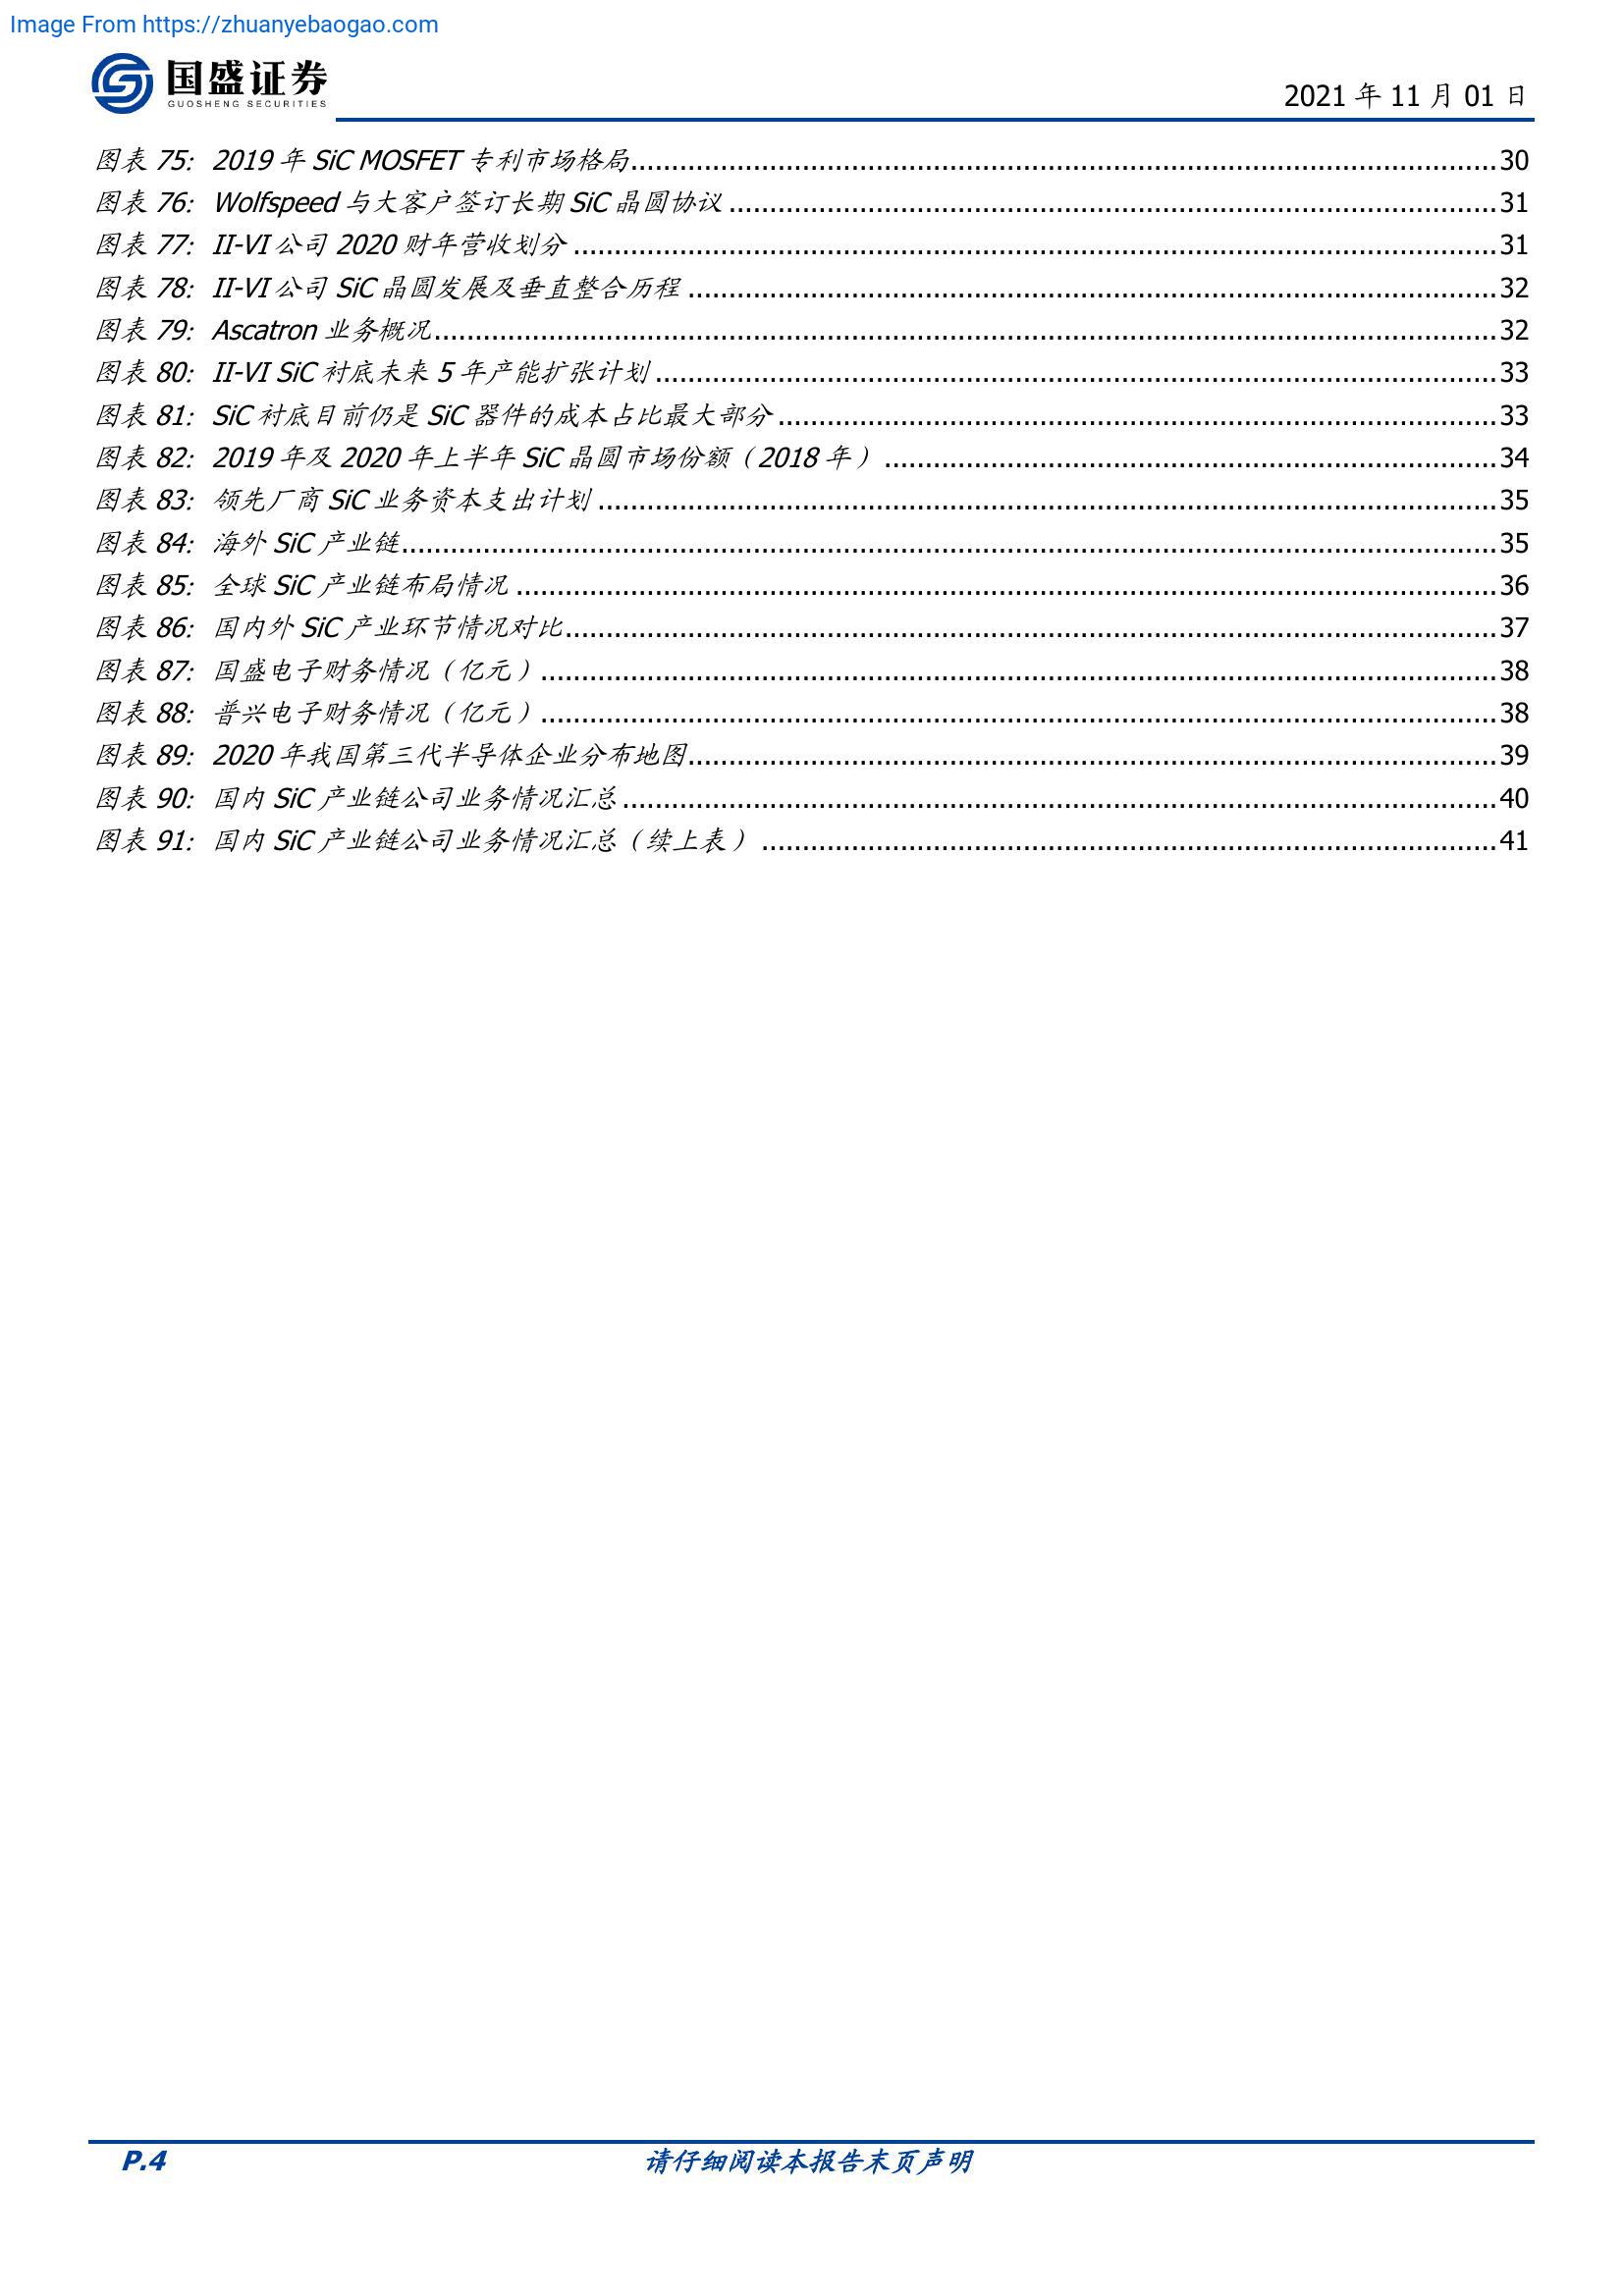 Image From https://zhuanyebaogao.com
国盛证券
GUOSHENG SECURITIES
2021 年 11 月 01 日
图表 75: 2019 年 SiC MOSFET 专利市场格局 30
图表 76: Wolfspeed 与大客户签订长期 SiC 晶圆协议 31
图表 77: II-VI 公司 2020 财年营收划分 31
图表 78: II-VI 公司 SiC 晶圆发展及垂直整合历程 32
图表 79: Ascatron 业务概况 32
图表 80: II-VI SiC 衬底未来 5 年产能扩张计划 33
图表 81: SiC 衬底目前仍是 SiC 器件的成本占比最大部分 33
图表 82: 2019 年及 2020 年上半年 SiC 晶圆市场份额（2018 年） 34
图表 83: 领先厂商 SiC 业务资本支出计划 35
图表 84: 海外 SiC 产业链 35
图表 85: 全球 SiC 产业链布局情况 36
图表 86: 国内外 SiC 产业环节情况对比 37
图表 87: 国盛电子财务情况（亿元） 38
图表 88: 普兴电子财务情况（亿元） 38
图表 89: 2020 年我国第三代半导体企业分布地图 39
图表 90: 国内 SiC 产业链公司业务情况汇总 40
图表 91: 国内 SiC 产业链公司业务情况汇总（续上表） 41
P.4
请仔细阅读本报告末页声明